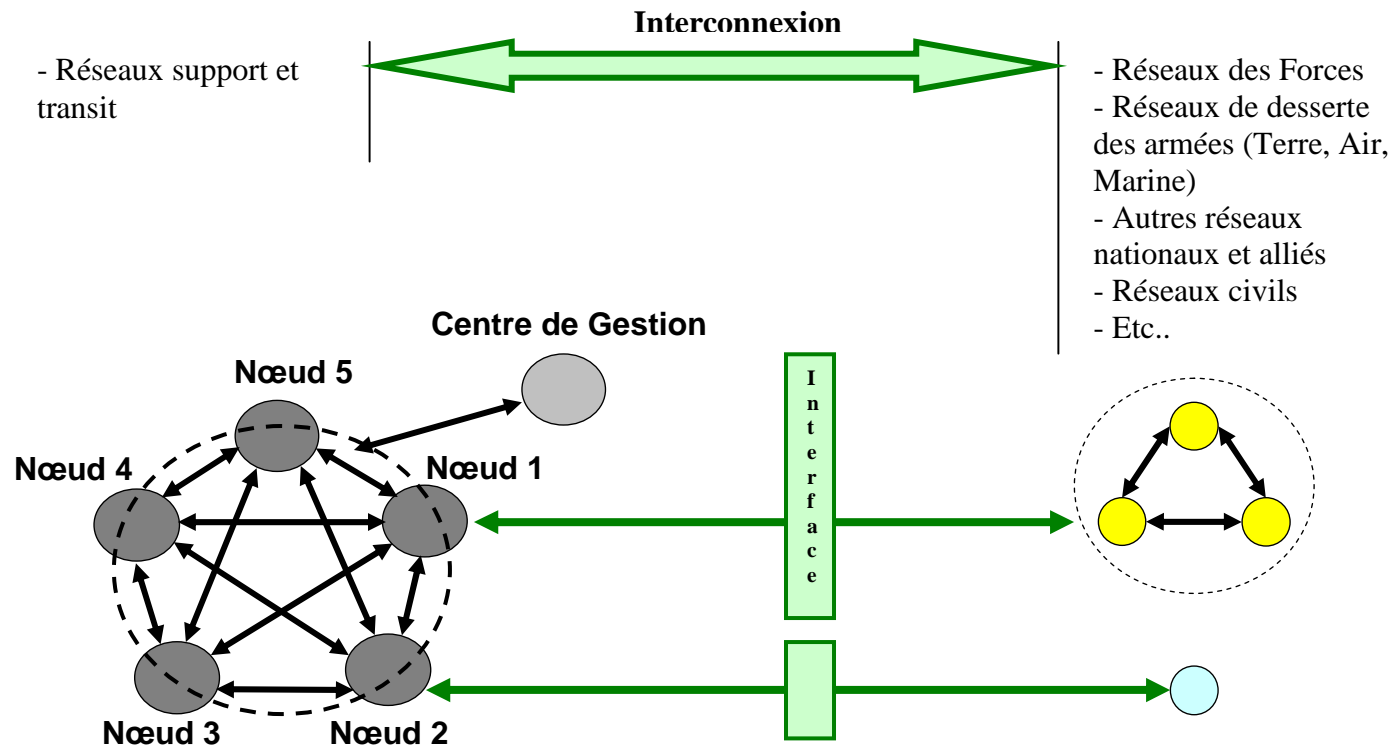 Interconnexion
- Réseaux support et
transit
- Réseaux des Forces
- Réseaux de desserte
des armées (Terre, Air,
Marine)
- Autres réseaux
nationaux et alliés
- Réseaux civils
- Etc..
Centre de Gestion
Nœud 5
Nœud 4
Nœud 1
Interface
Nœud 3
Nœud 2